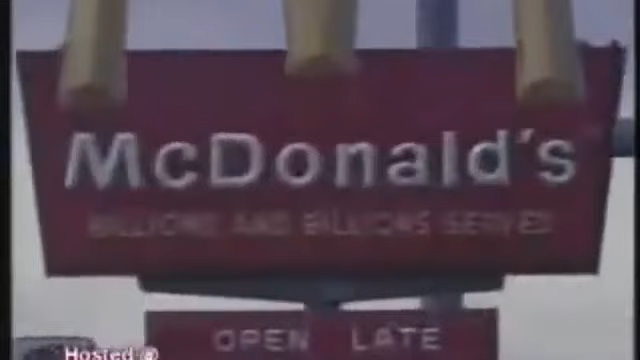 McDonald's
BILLIONS AND BILLIONS SERVED
OPEN LATE
Hosted @